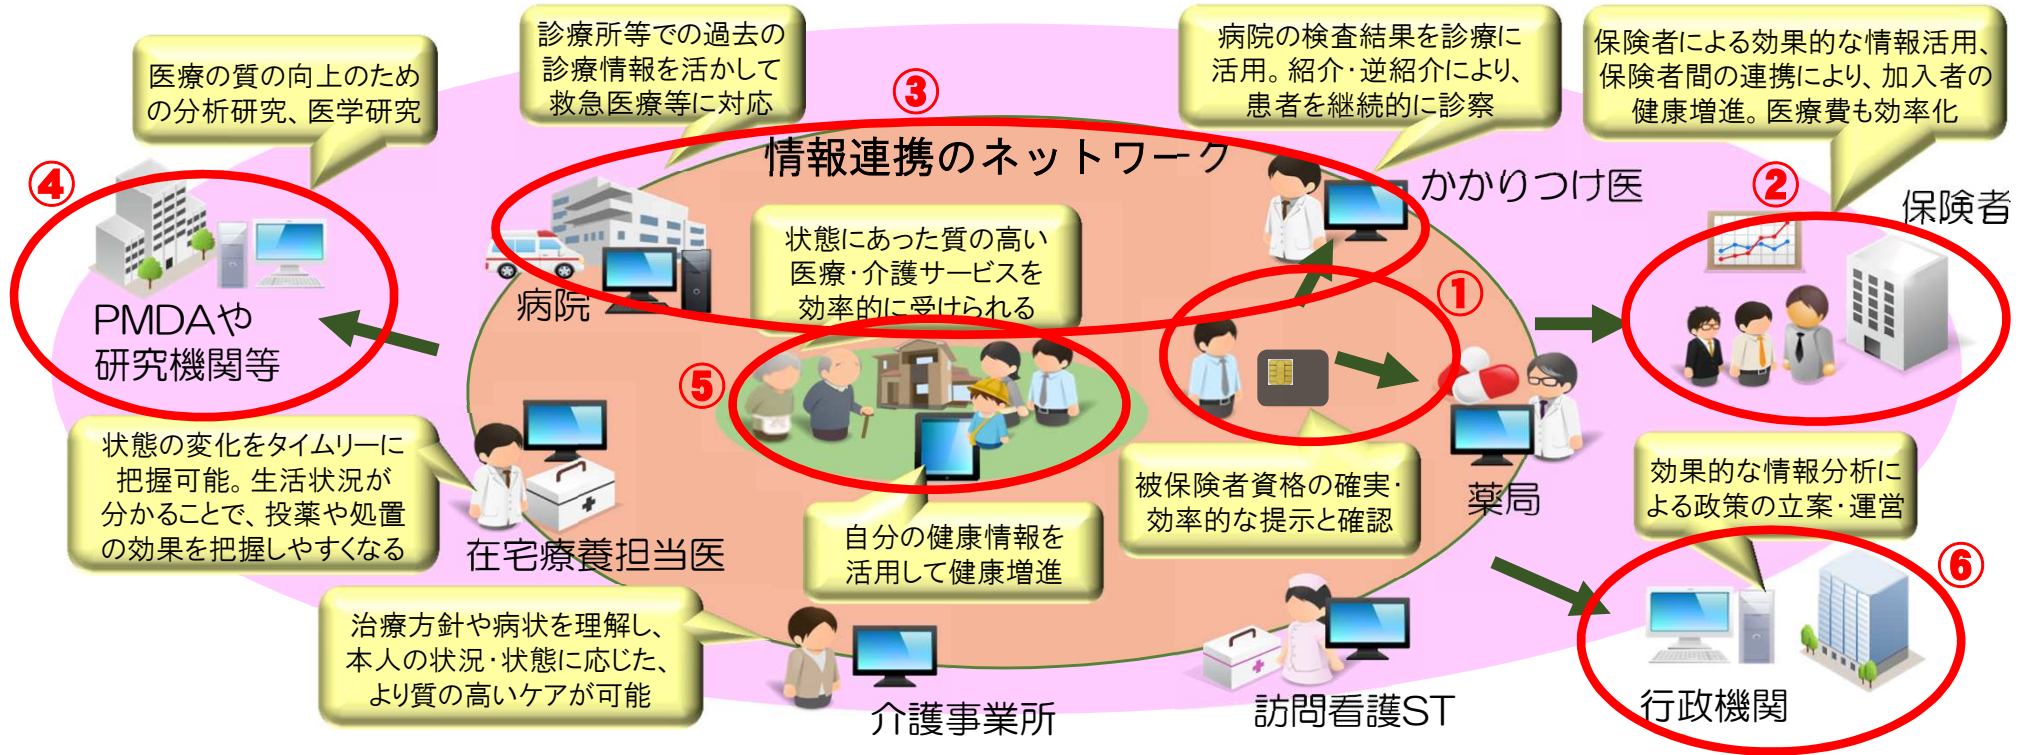 医療の質の向上のため
の分析研究、医学研究
診療所等での過去の
診療情報を活かして
救急医療等に対応
③
病院の検査結果を診療に
活用。紹介・逆紹介により、
患者を継続的に診察
保険者による効果的な情報活用、
保険者間の連携により、加入者の
健康増進。医療費も効率化
情報連携のネットワーク
④
かかりつけ医
②
保険者
状態にあった質の高い
医療・介護サービスを
効率的に受けられる
病院
①
PMDAや
研究機関等
⑤
状態の変化をタイムリーに
把握可能。生活状況が
分かることで、投薬や処置
の効果を把握しやすくなる
在宅療養担当医
自分の健康情報を
活用して健康増進
被保険者資格の確実・
効率的な提示と確認
薬局
効果的な情報分析に
よる政策の立案・運営
⑥
治療方針や病状を理解し、
本人の状況・状態に応じた、
より質の高いケアが可能
介護事業所
訪問看護ST
行政機関